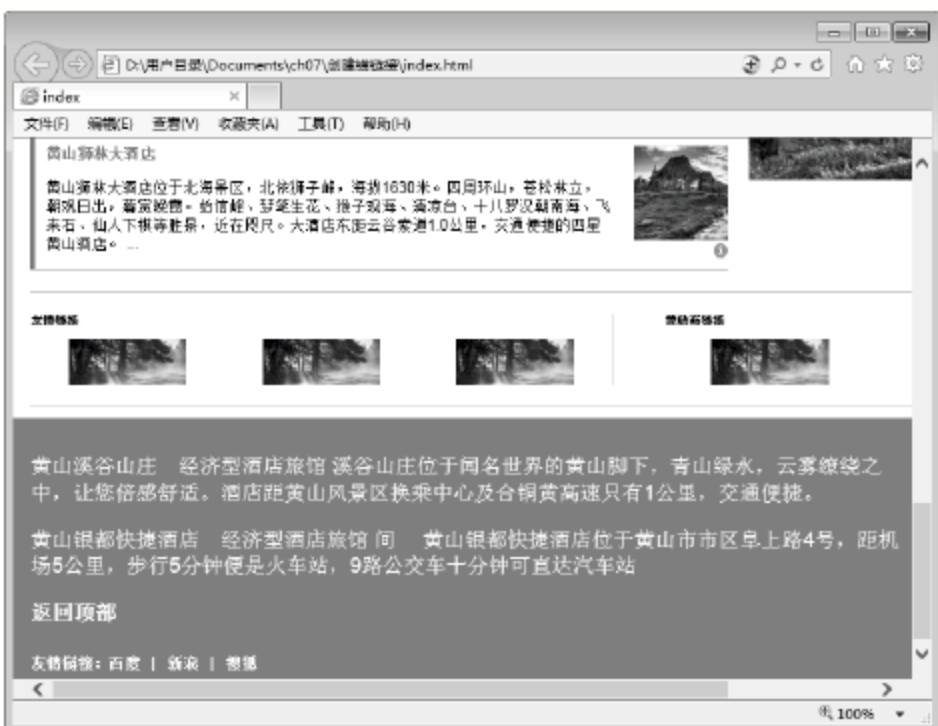 D:\用户目录\Documents\ch07\创建锚链接\index.html
index
文件(F) 编辑(E) 查看(V) 收藏夹(A) 工具(T) 帮助(H)
黄山狮林大酒店
黄山狮林大酒店位于北海景区，北依狮子峰，海拔1630米。四周环山，苍松林立，
朝观日出，暮赏晚霞。始信峰、梦笔生花、猴子观海、清凉台、十八罗汉朝南海、飞
来石、仙人下棋等胜景，近在咫尺。大酒店东距云谷索道1.0公里，交通便捷的四星
黄山酒店。 ...
友情链接
黄山溪谷山庄 经济型酒店旅馆 溪谷山庄位于闻名世界的黄山脚下，青山绿水，云雾缭绕之
中，让您倍感舒适。酒店距黄山风景区换乘中心及合铜黄高速只有1公里，交通便捷。
黄山银都快捷酒店 经济型酒店旅馆 间 黄山银都快捷酒店位于黄山市市区阜上路4号，距机
场5公里，步行5分钟便是火车站，9路公交车十分钟可直达汽车站
返回顶部
友情链接：百度 | 新浪 | 搜狐
100%